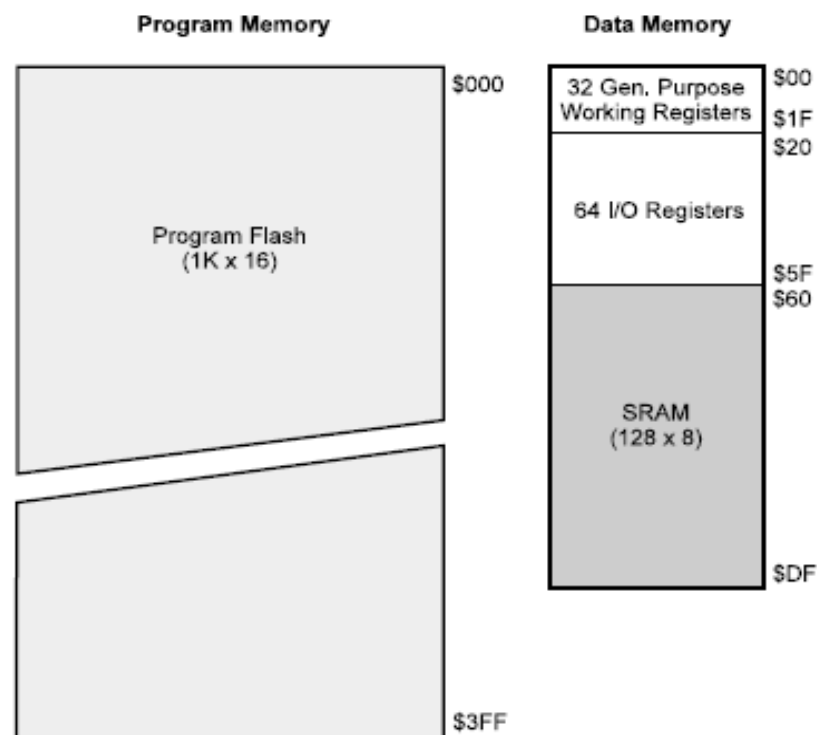 Program Memory
$000
Program Flash
(1K x 16)
$3FF
Data Memory
32 Gen. Purpose
Working Registers
$00
$1F
$20
64 I/O Registers
$5F
$60
SRAM
(128 x 8)
$DF